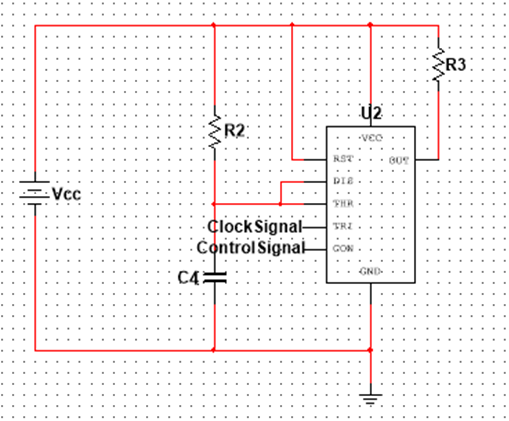 R3
U2
VCC
R2
RST OUT
Vcc
DIS
THR
ClockSignal TRI
ControlSignal CON
GND
C4